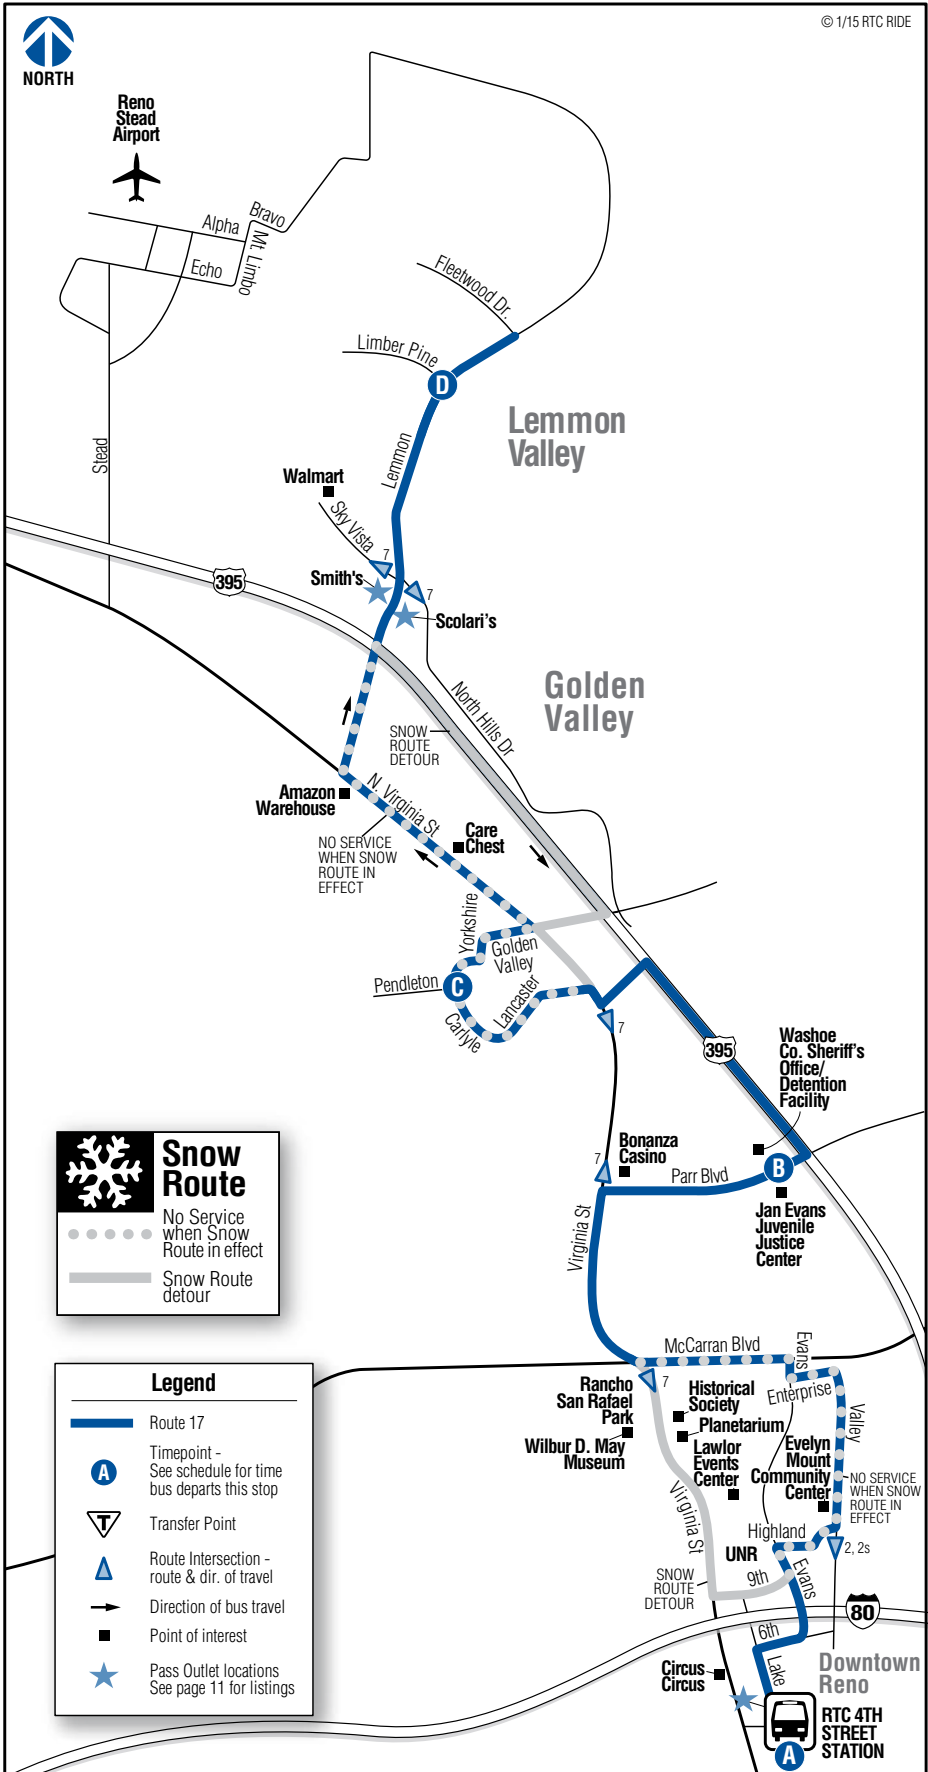 © 1/15 RTC RIDE
NORTH
Reno
Stead
Airport
Alpha
Bravo
Mt. Limbo
Echo
Stead
Fleetwood Dr.
Limber Pine
D
Lemmon
Valley
Lemmon
Walmart
Sky Vista
7
Smith's
7
Scolari's
395
Golden
Valley
North Hills Dr
SNOW
ROUTE
DETOUR
Amazon
Warehouse
N. Virginia St
NO SERVICE
WHEN SNOW
ROUTE IN
EFFECT
Care
Chest
Yorkshire
Golden
Valley
Pendleton
C
Lancaster
Carlyle
7
395
Washoe
Co. Sheriff's
Office/
Detention
Facility
Bonanza
Casino
7
Parr Blvd
B
Jan Evans
Juvenile
Justice
Center
Virginia St
Snow
Route
No Service
when Snow
Route in effect
Snow Route
detour
McCarran Blvd
Evans
Enterprise
Valley
7
Rancho
San Rafael
Park
Wilbur D. May
Museum
Historical
Society
Planetarium
Lawlor
Events
Center
Evelyn
Mount
Community
Center
NO SERVICE
WHEN SNOW
ROUTE IN
EFFECT
Virginia St
Highland
2, 2s
UNR
9th
Evans
SNOW
ROUTE
DETOUR
80
6th
Lake
Circus
Circus
Downtown
Reno
RTC 4TH
STREET
STATION
A
Legend
Route 17
A
Timepoint -
See schedule for time
bus departs this stop
T
Transfer Point
Route Intersection -
route & dir. of travel
Direction of bus travel
Point of interest
Pass Outlet locations
See page 11 for listings